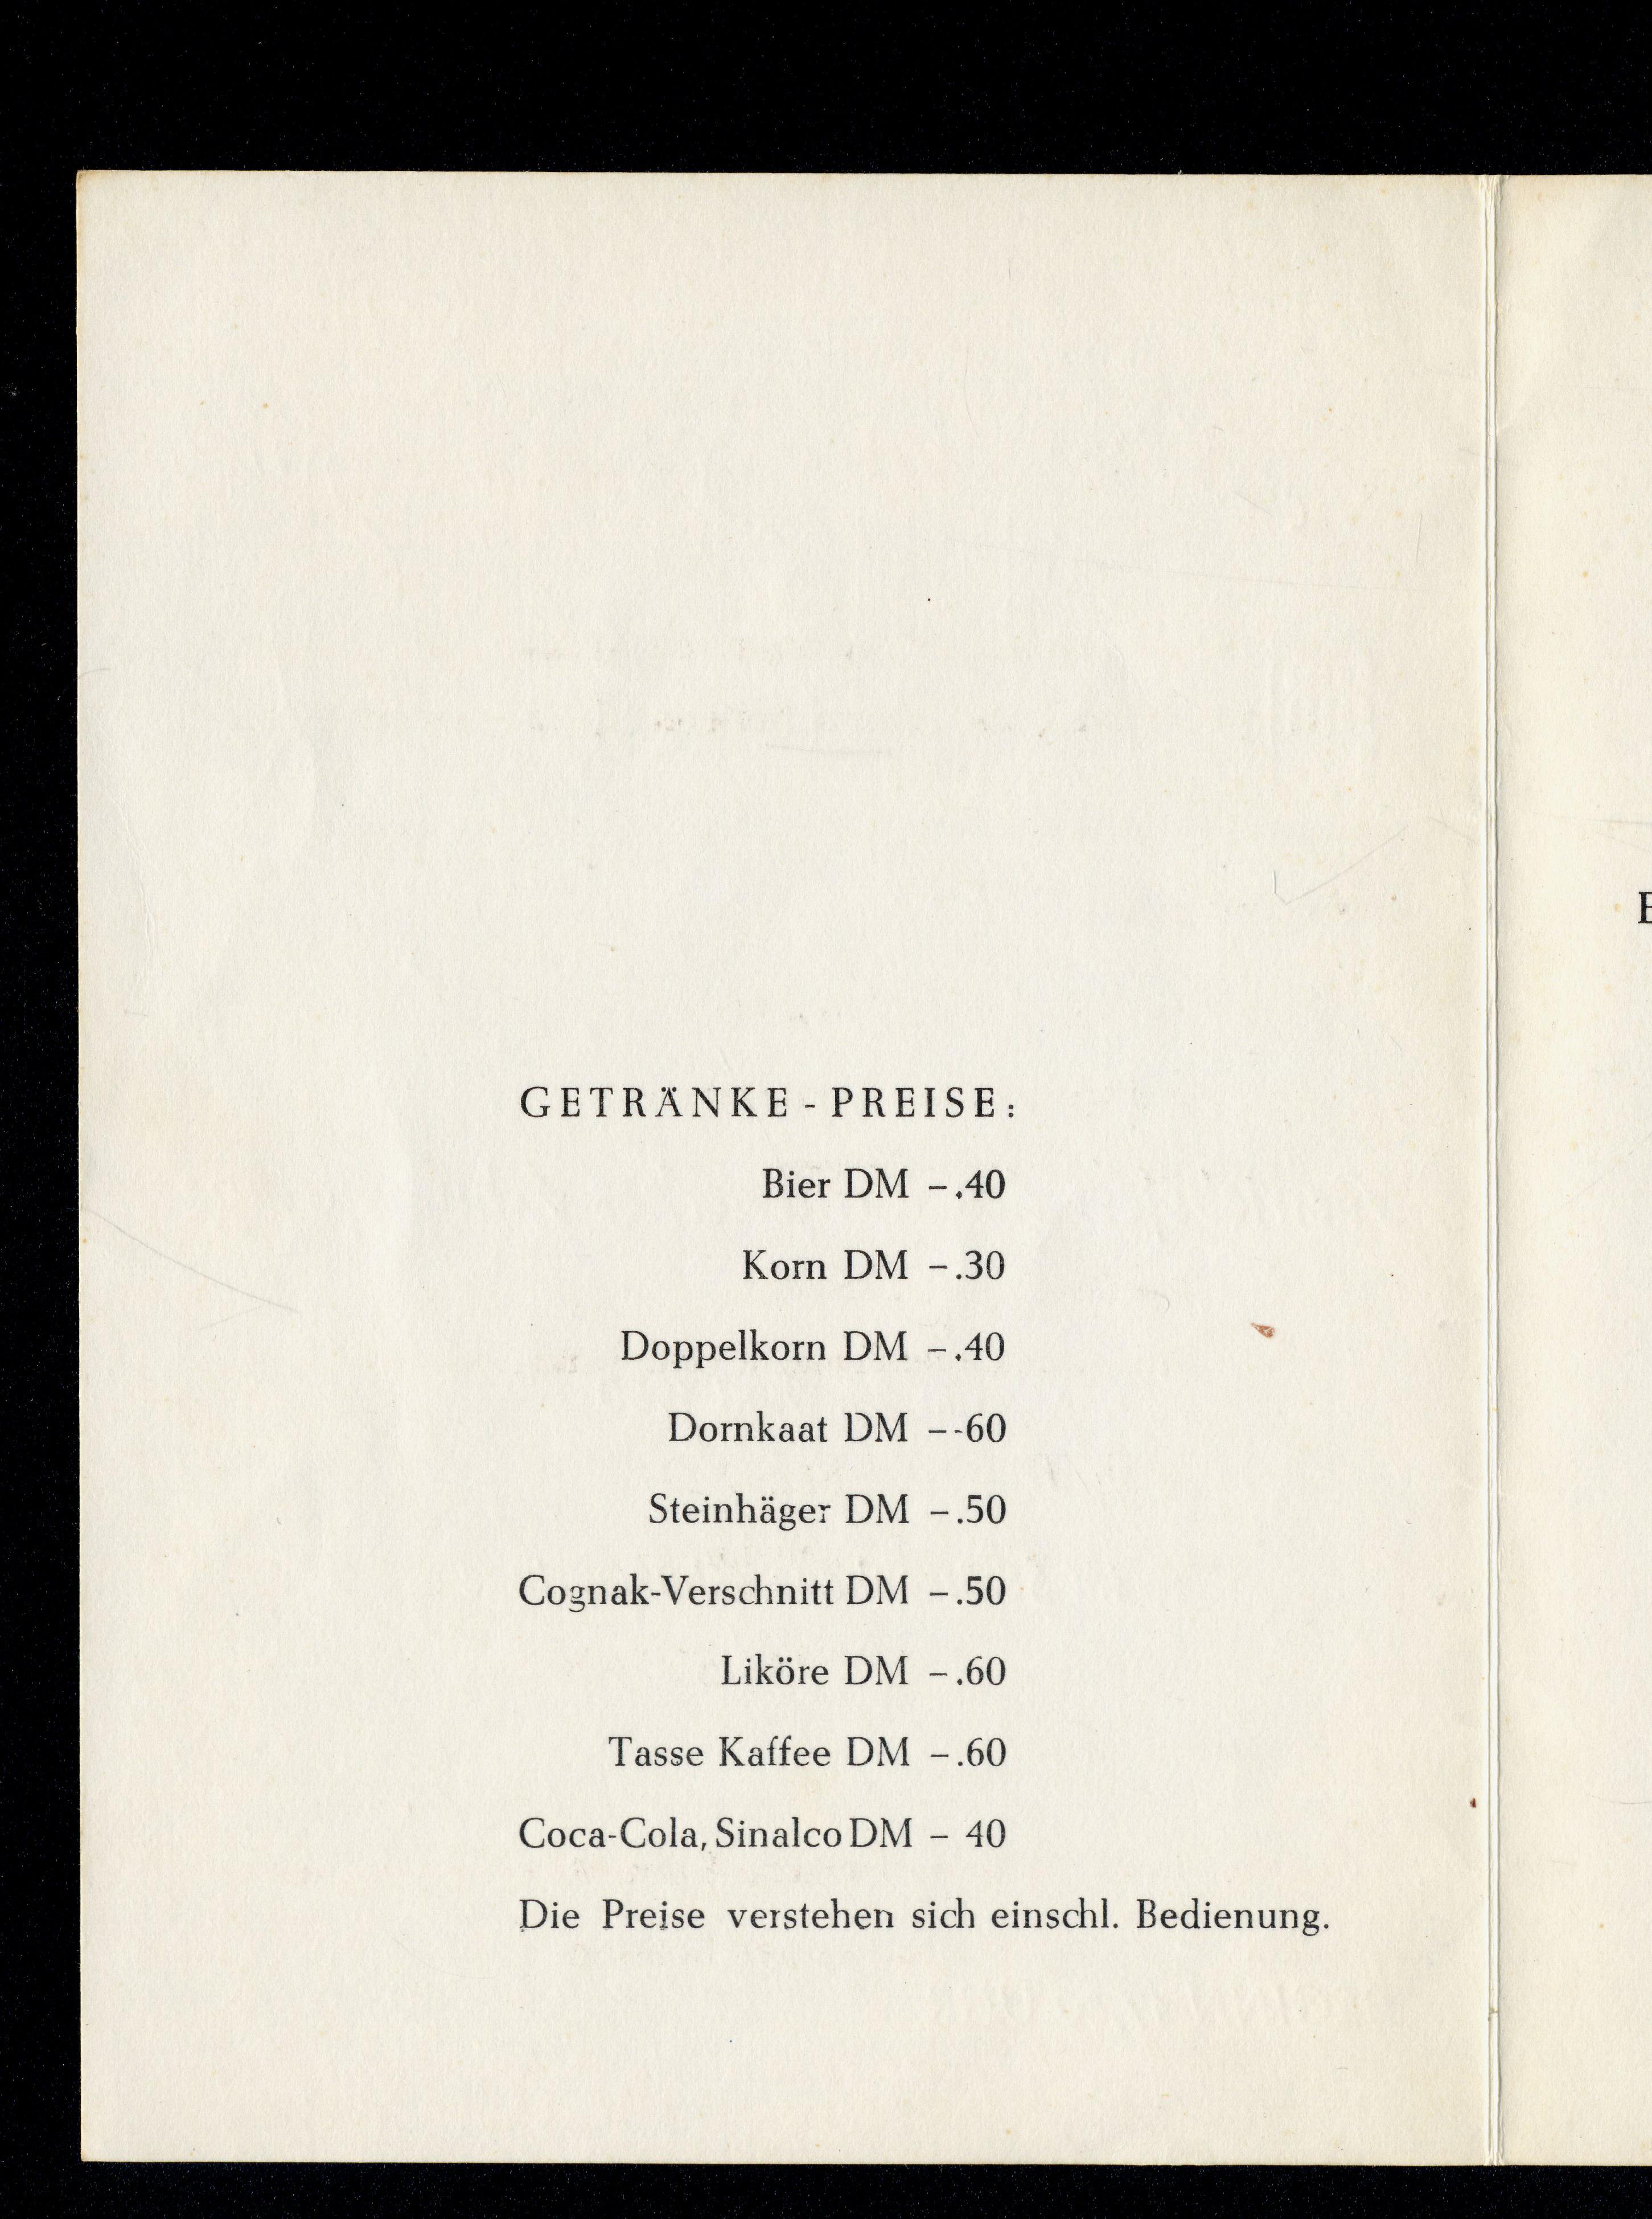 GETRÄNKE - PREISE:
Bier DM –.40
Korn DM –.30
Doppelkorn DM –.40
Dornkaat DM –-60
Steinhäger DM –.50
Cognak-Verschnitt DM –.50
Liköre DM –.60
Tasse Kaffee DM –.60
Coca-Cola, Sinalco DM – 40
Die Preise verstehen sich einschl. Bedienung.